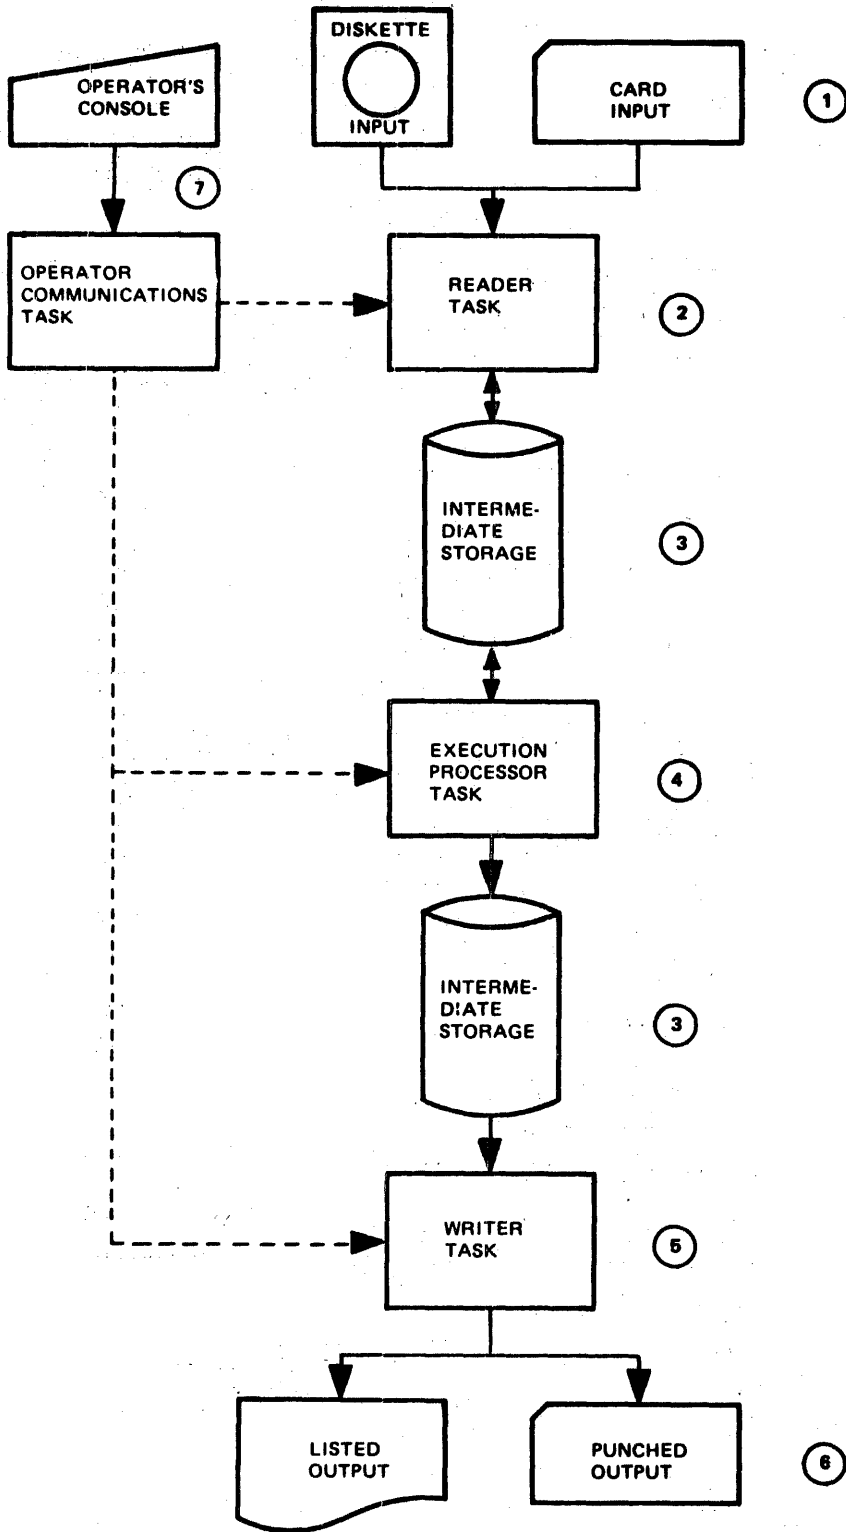 DISKETTE
INPUT
OPERATOR'S
CONSOLE
CARD
INPUT
1
7
OPERATOR
COMMUNICATIONS
TASK
READER
TASK
2
INTERME-
DIATE
STORAGE
3
EXECUTION
PROCESSOR
TASK
4
INTERME-
DIATE
STORAGE
3
WRITER
TASK
5
LISTED
OUTPUT
PUNCHED
OUTPUT
6